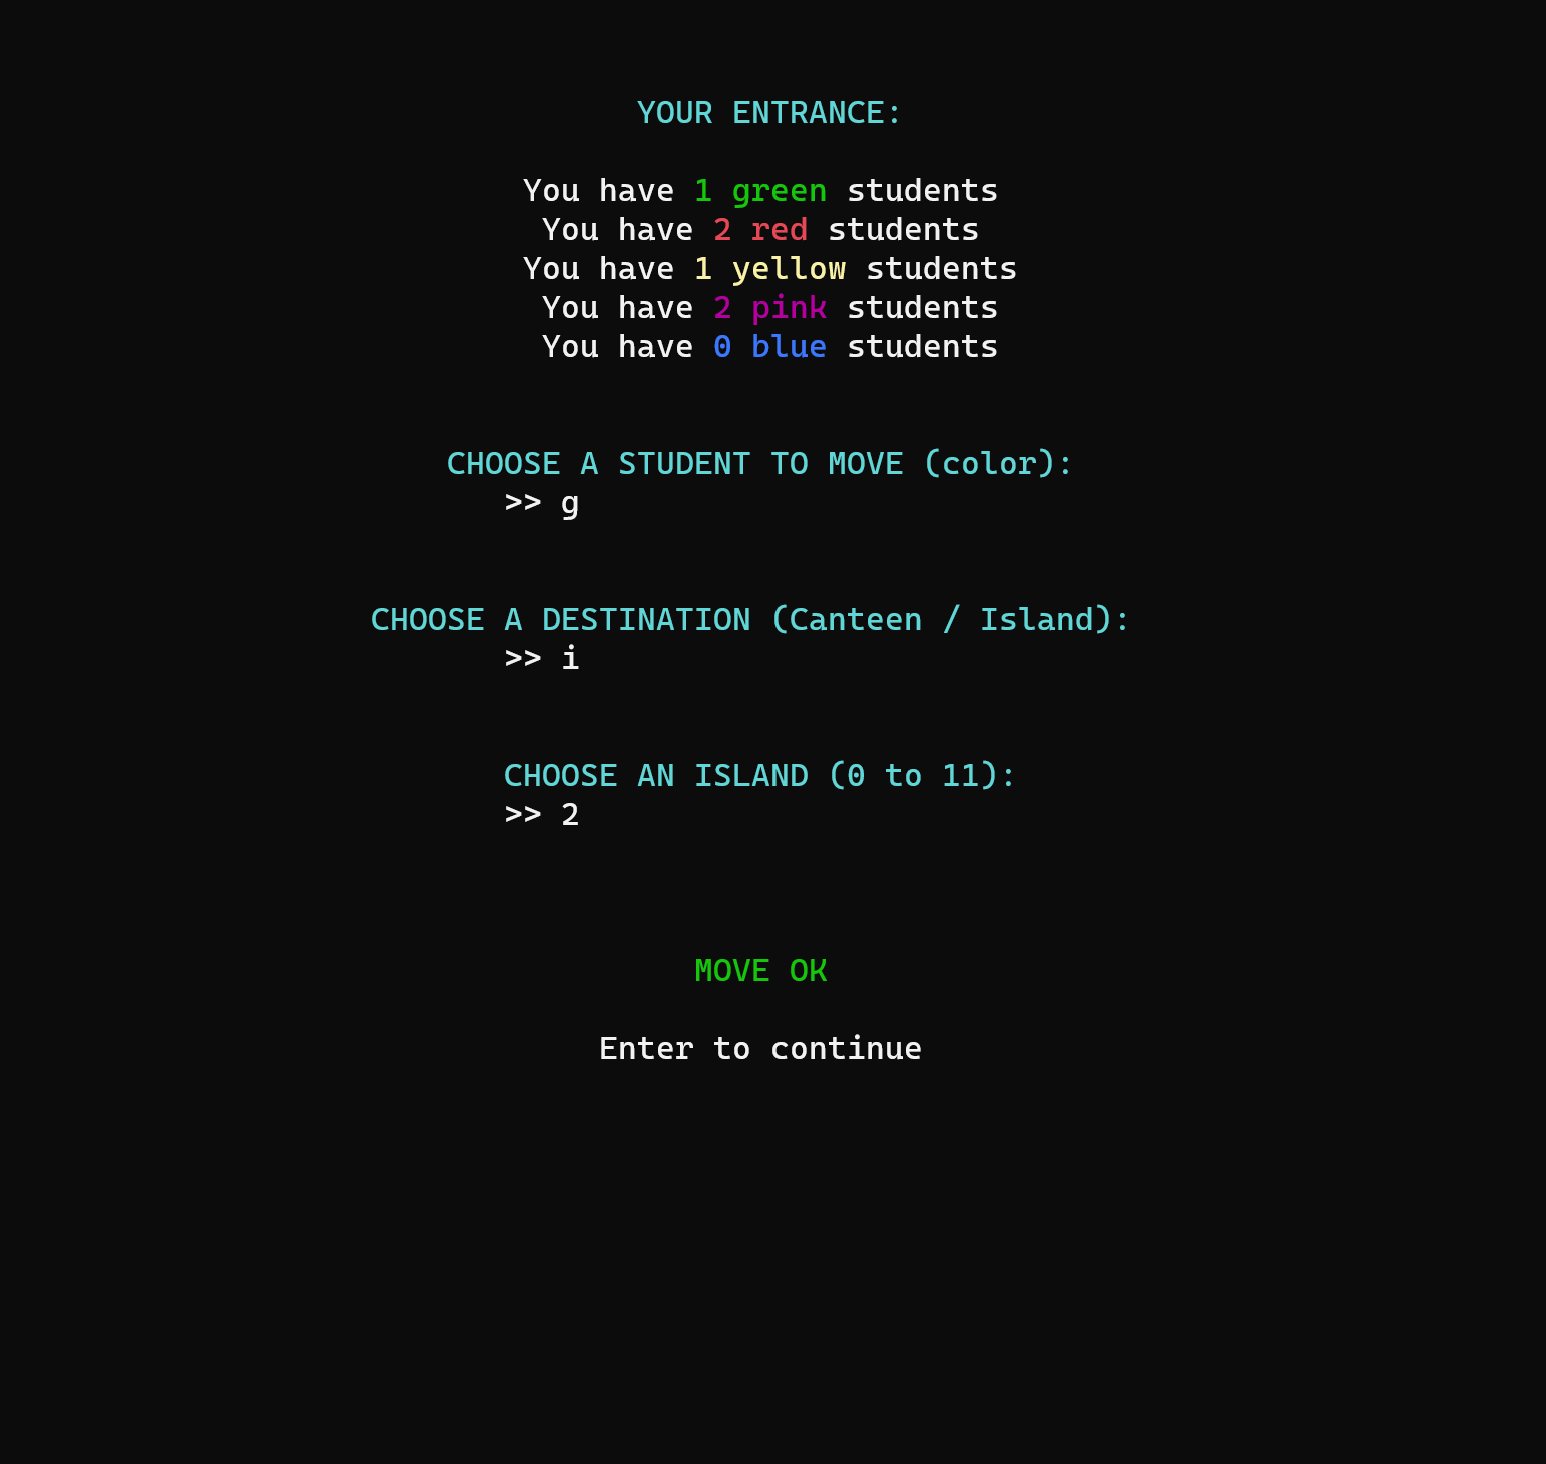 YOUR ENTRANCE:
You have 1 green students
You have 2 red students
You have 1 yellow students
You have 2 pink students
You have 0 blue students
CHOOSE A STUDENT TO MOVE (color):
>> g
CHOOSE A DESTINATION (Canteen / Island):
>> i
CHOOSE AN ISLAND (0 to 11):
>> 2
MOVE OK
Enter to continue